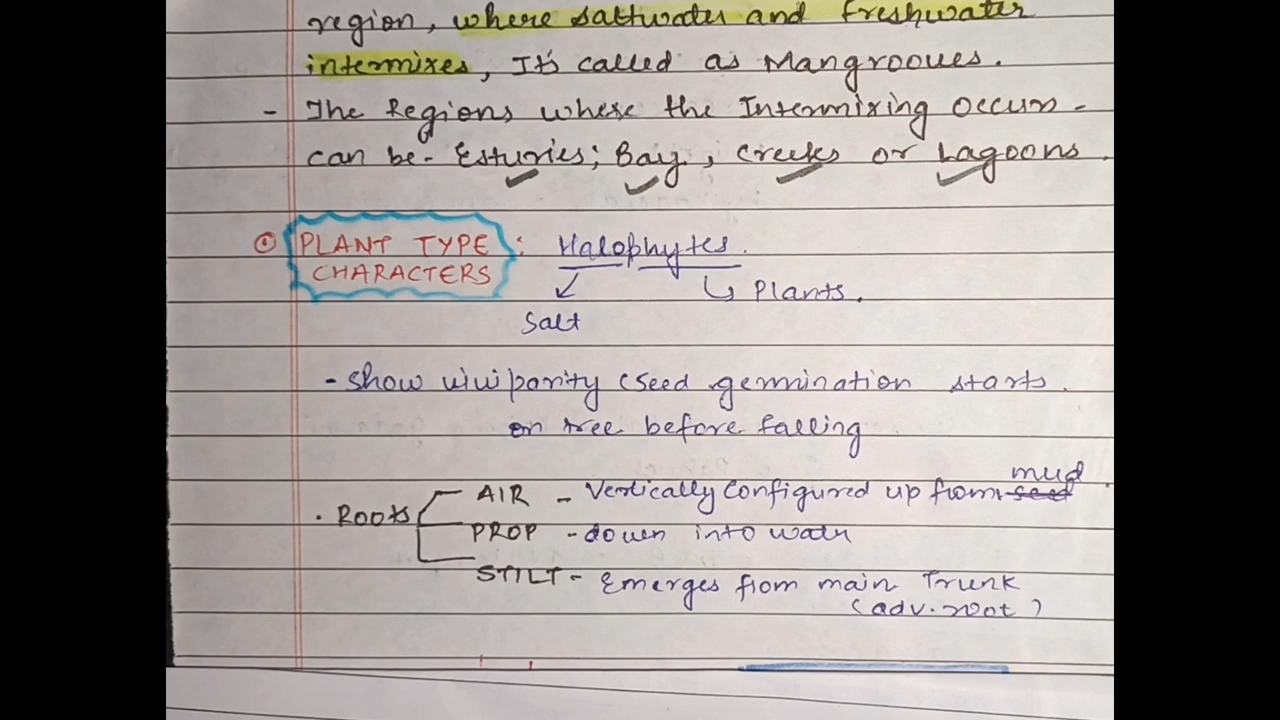 region, where saltwater and freshwater
intermixes, It's called as Mangrooves.
- The Regions where the Intermixing occurs -
can be - Esturies; Bay, creeks or Lagoons.
PLANT TYPE CHARACTERS : Halophytes.
Salt Plants.
- show viviparity (seed germination starts.
on tree before falling
mud
. Roots AIR - Vertically configured up from seed
PROP - down into water
STILT - Emerges from main Trunk
(adv. root)